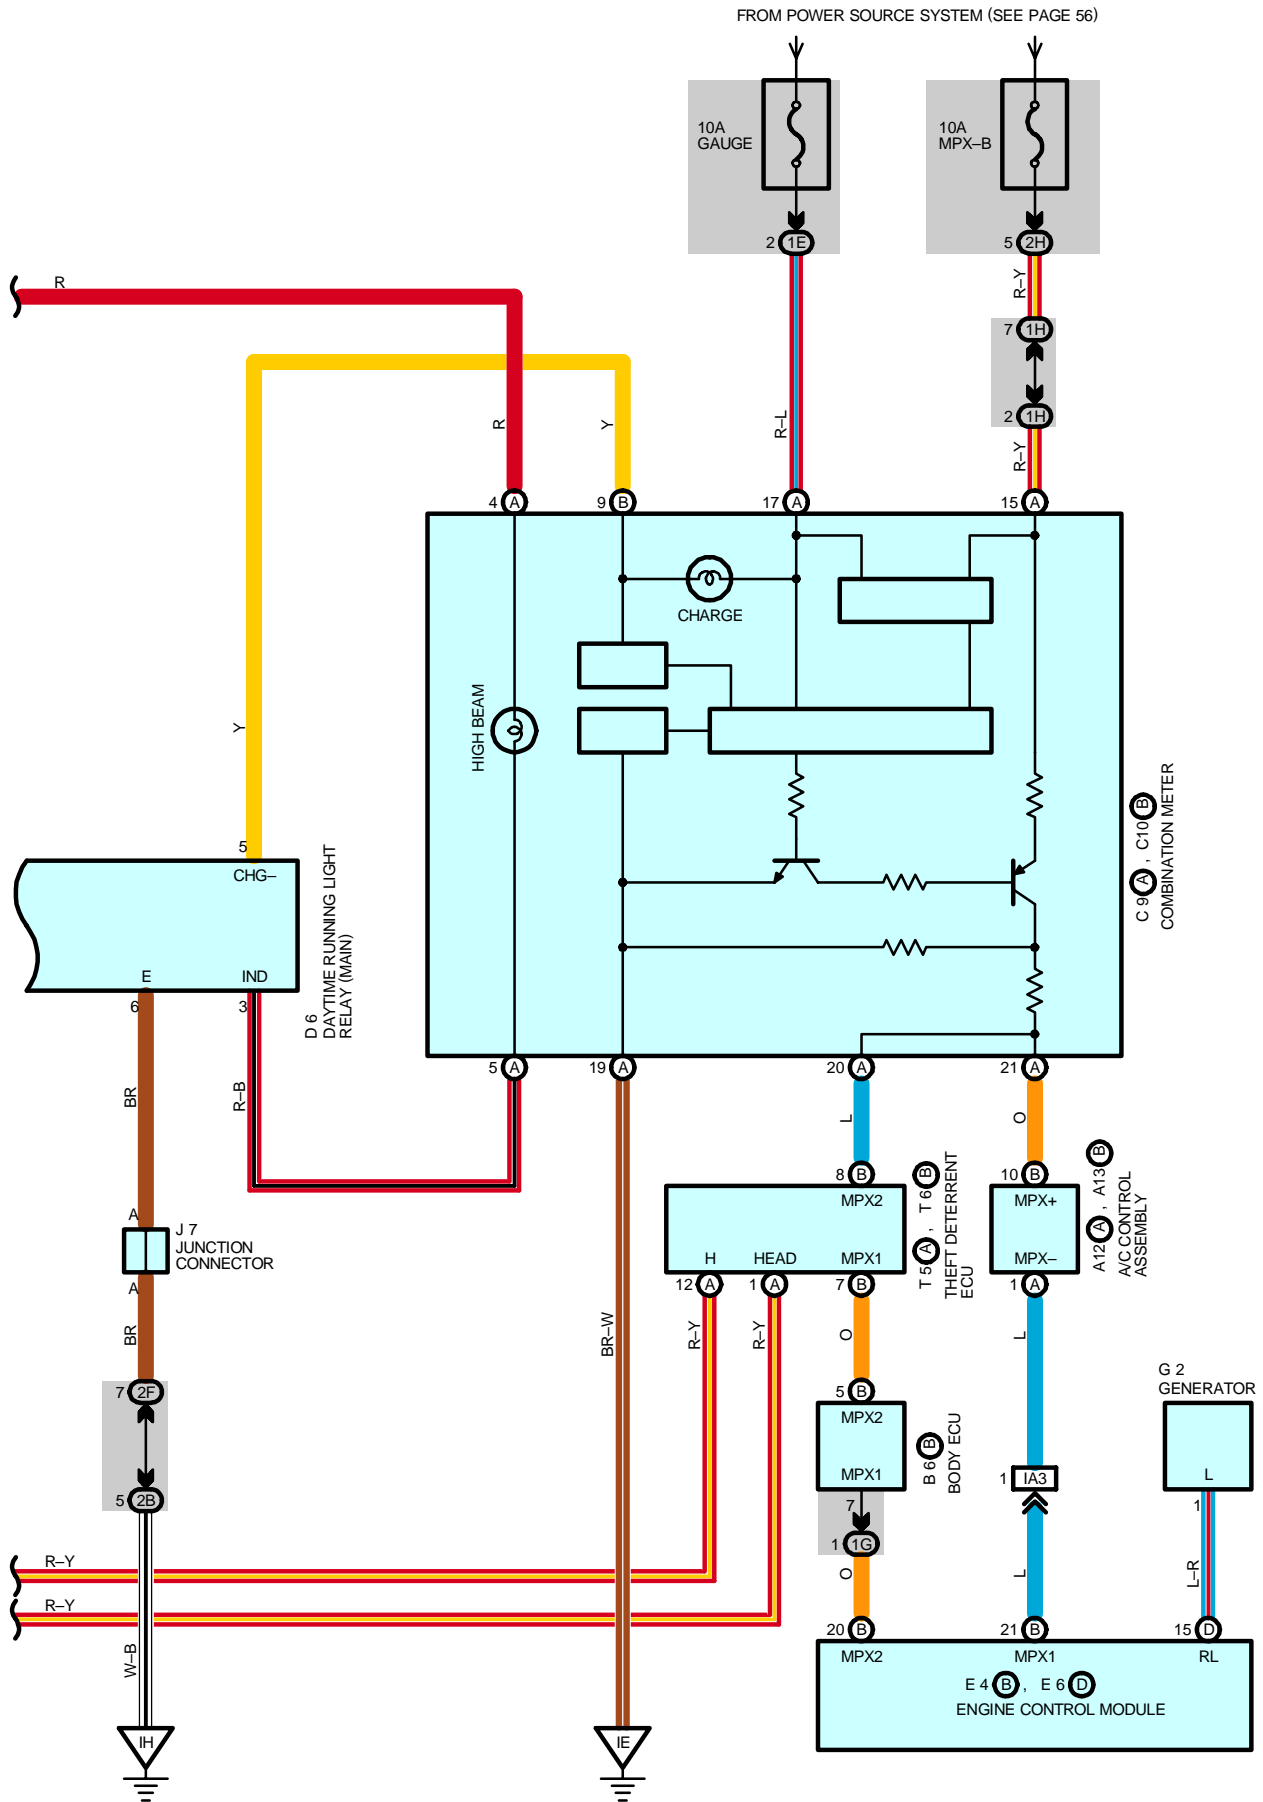 FROM POWER SOURCE SYSTEM (SEE PAGE 56)
10A
GAUGE
10A
MPX–B
2 1E
5 2H
R
R–Y
7 1H
2 1H
R
Y
R–L
R–Y
4 A
9 B
17 A
15 A
CHARGE
HIGH BEAM
Y
C 9 A , C10 B
COMBINATION METER
5
CHG–
E
IND
6
3
D 6
DAYTIME RUNNING LIGHT
RELAY (MAIN)
5 A
19 A
20 A
21 A
BR
R–B
L
O
8 B
10 B
MPX2
MPX+
H
HEAD
MPX1
MPX–
T 5 A , T 6 B
THEFT DETERRENT
ECU
A12 A , A13 B
A/C CONTROL
ASSEMBLY
A
J 7
JUNCTION
CONNECTOR
A
12 A
1 A
7 B
1 A
BR
BR–W
R–Y
R–Y
O
L
7 2F
5 B
G 2
GENERATOR
MPX2
MPX1
B 6 B
BODY ECU
1 IA3
L
5 2B
7
1
1 1G
R–Y
R–Y
O
L
L–R
W–B
20 B
21 B
15 D
MPX2
MPX1
RL
E 4 B , E 6 D
ENGINE CONTROL MODULE
IH
IE